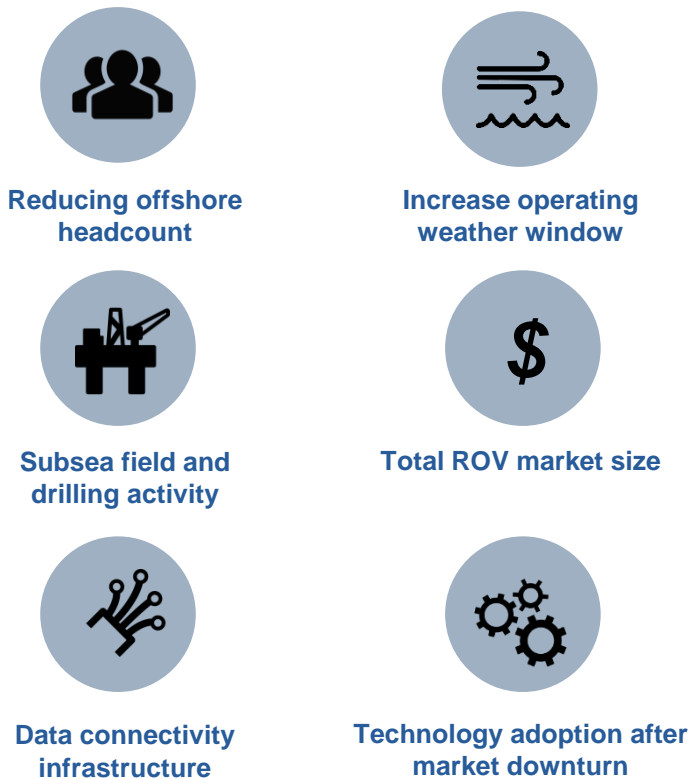 Reducing offshore
headcount
Increase operating
weather window
$
Subsea field and
drilling activity
Total ROV market size
Data connectivity
infrastructure
Technology adoption after
market downturn